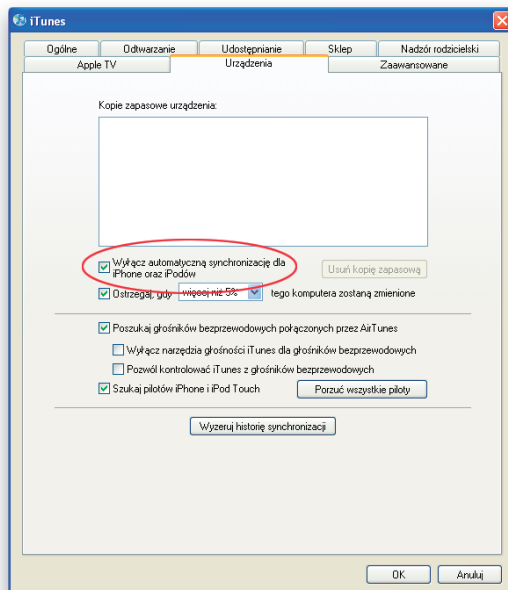 iTunes
Ogólne Odtwarzanie Udostępnianie Sklep Nadzór rodzicielski
Apple TV Urządzenia Zaawansowane
Kopie zapasowe urządzenia:
Wyłącz automatyczną synchronizację dla
iPhone oraz iPodów
Usuń kopię zapasową
Ostrzegaj, gdy więcej niż 5% tego komputera zostaną zmienione
Poszukaj głośników bezprzewodowych połączonych przez AirTunes
Wyłącz narzędzia głośności iTunes dla głośników bezprzewodowych
Pozwól kontrolować iTunes z głośników bezprzewodowych
Szukaj pilotów iPhone i iPod Touch Porzuć wszystkie piloty
Wyzeruj historię synchronizacji
OK Anuluj